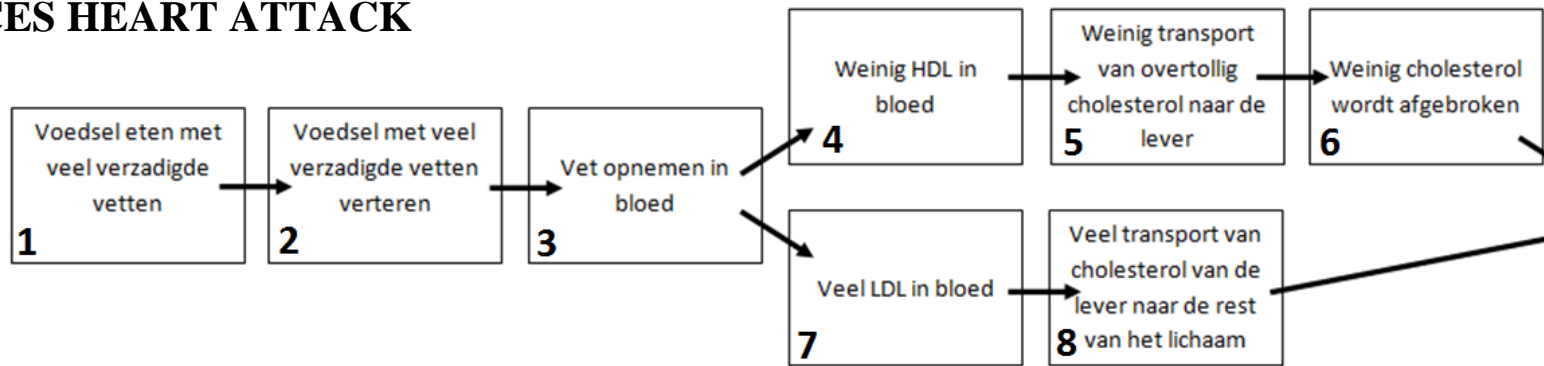 CES HEART ATTACK
Voedsel eten met
veel verzadigde
vetten
1
Voedsel met veel
verzadigde vetten
verteren
2
Vet opnemen in
bloed
3
Weinig HDL in
bloed
4
Weinig transport
van overtollig
cholesterol naar de
lever
5
Weinig cholesterol
wordt afgebroken
6
Veel LDL in bloed
7
Veel transport van
cholesterol van de
lever naar de rest
van het lichaam
8